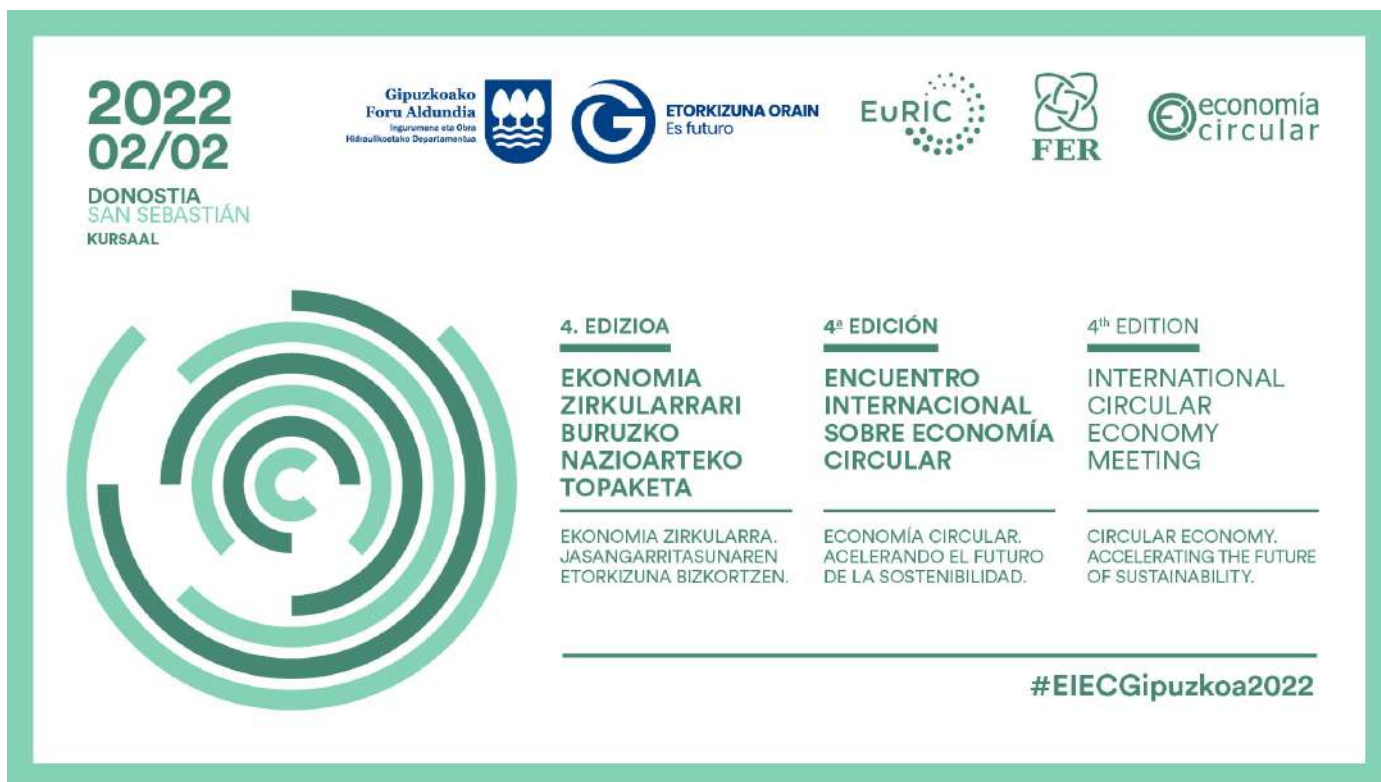 2022
02/02
DONOSTIA
SAN SEBASTIÁN
KURSAAL
Gipuzkoako
Foru Aldundia
Ingurumena eta Obra
Hidraulikoetako Departamentua
ETORKIZUNA ORAIN
Es futuro
EuRIC
FER
economía
circular
4. EDIZIOA
EKONOMIA
ZIRKULARRARI
BURUZKO
NAZIOARTEKO
TOPAKETA
EKONOMIA ZIRKULARRA.
JASANGARRITASUNAREN
ETORKIZUNA BIZKORTZEN.
4ª EDICIÓN
ENCUENTRO
INTERNACIONAL
SOBRE ECONOMÍA
CIRCULAR
ECONOMÍA CIRCULAR.
ACELERANDO EL FUTURO
DE LA SOSTENIBILIDAD.
4th EDITION
INTERNATIONAL
CIRCULAR
ECONOMY
MEETING
CIRCULAR ECONOMY.
ACCELERATING THE FUTURE
OF SUSTAINABILITY.
#EIECGipuzkoa2022